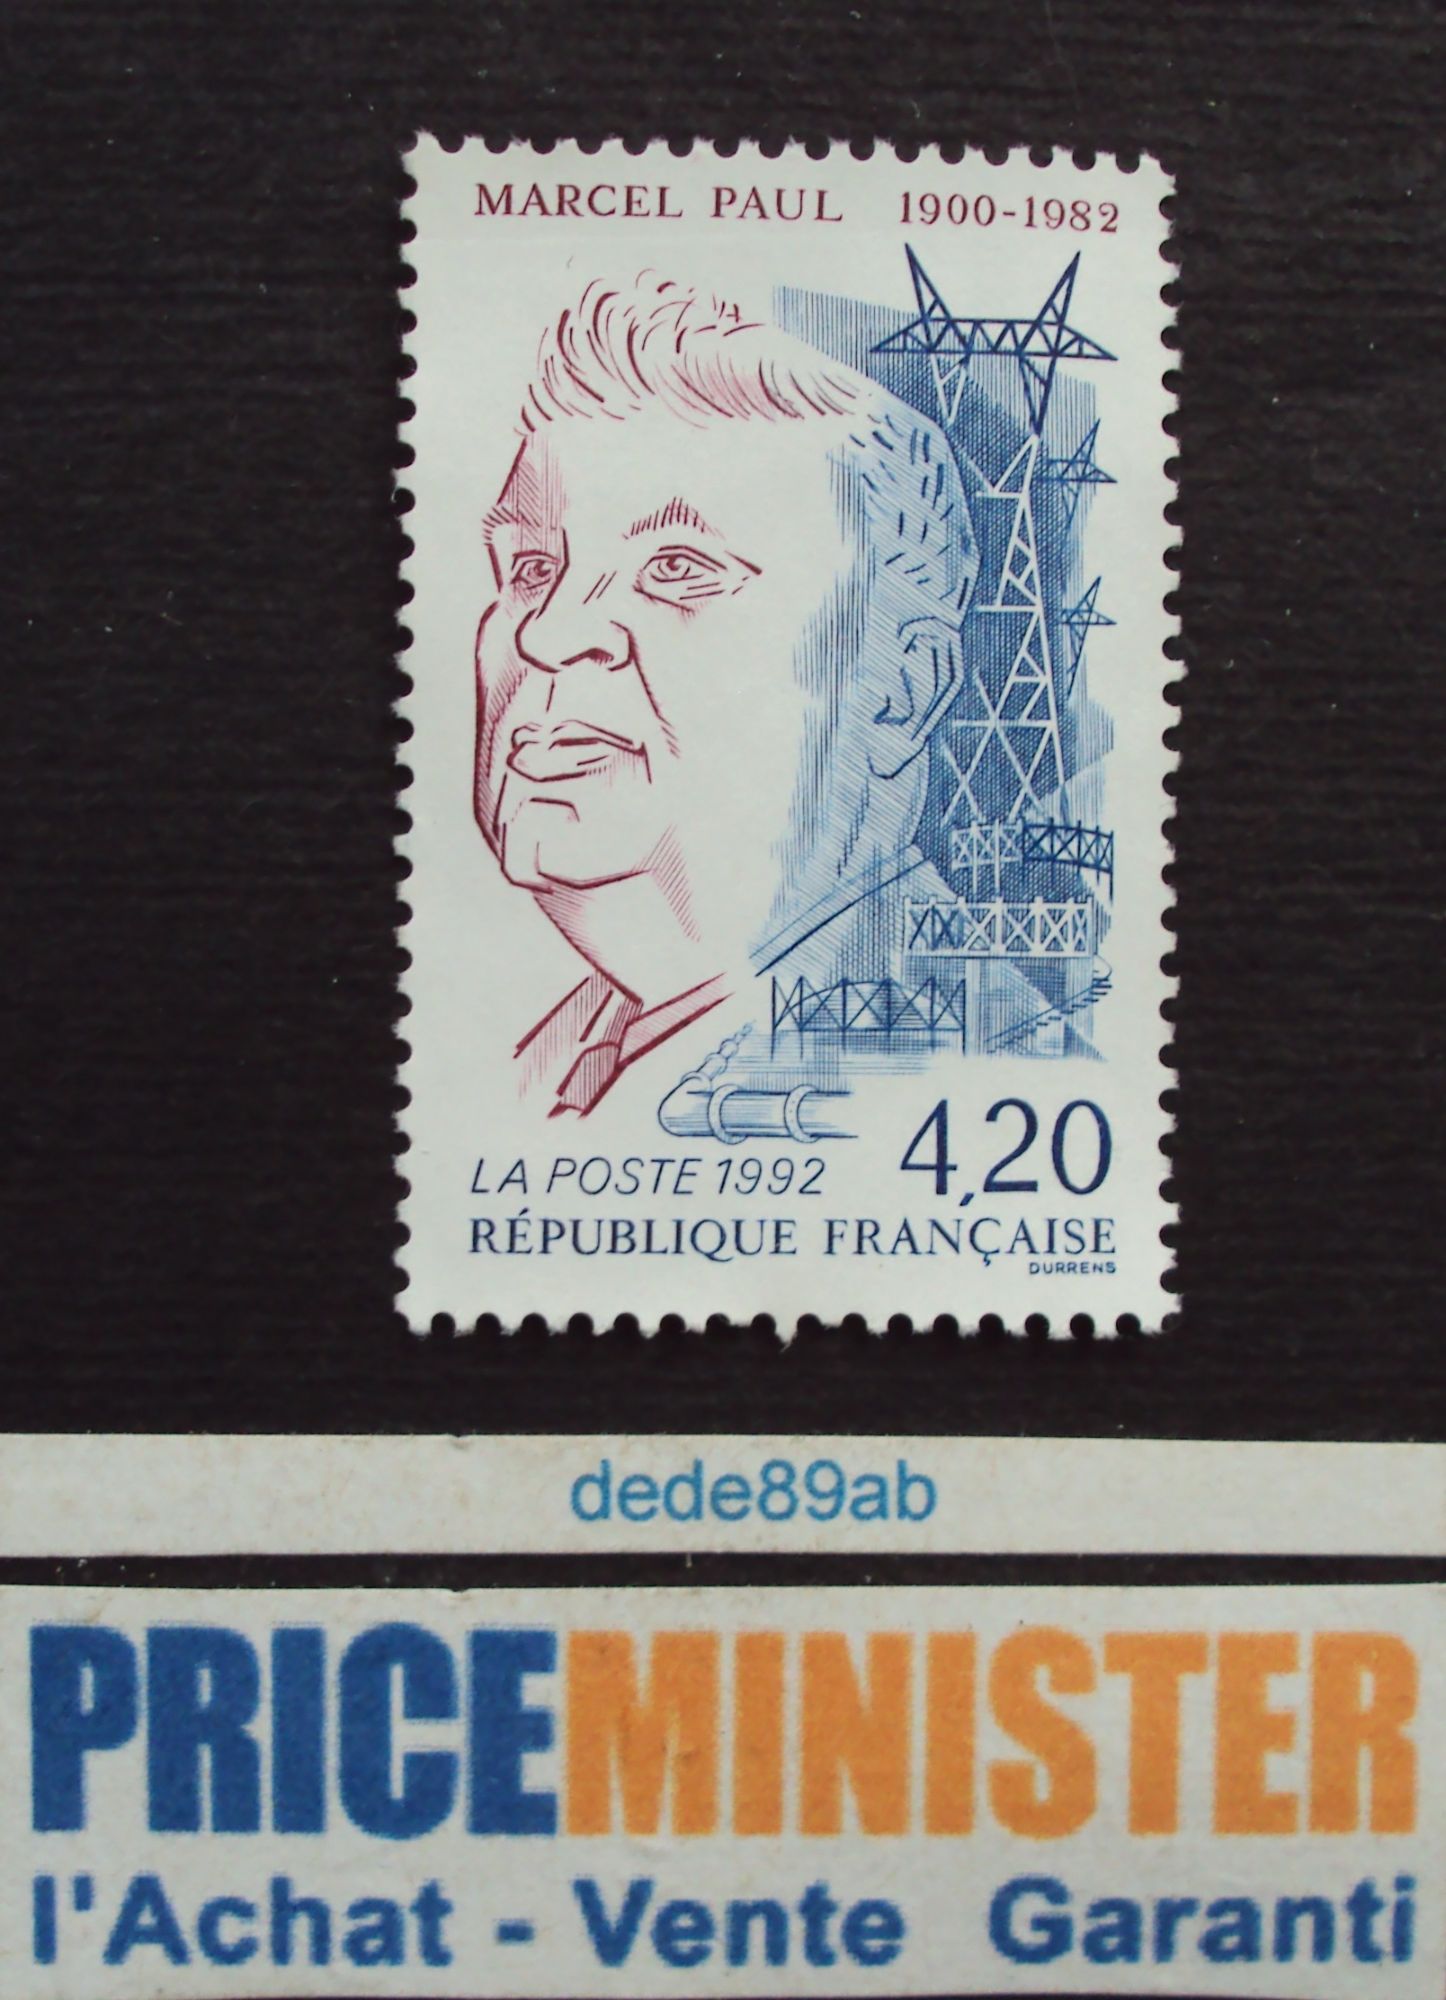 MARCEL PAUL 1900-1982
4,20
LA POSTE 1992
RÉPUBLIQUE FRANÇAISE
DURRENS
dede89ab
PRICEMINISTER
l'Achat - Vente Garanti